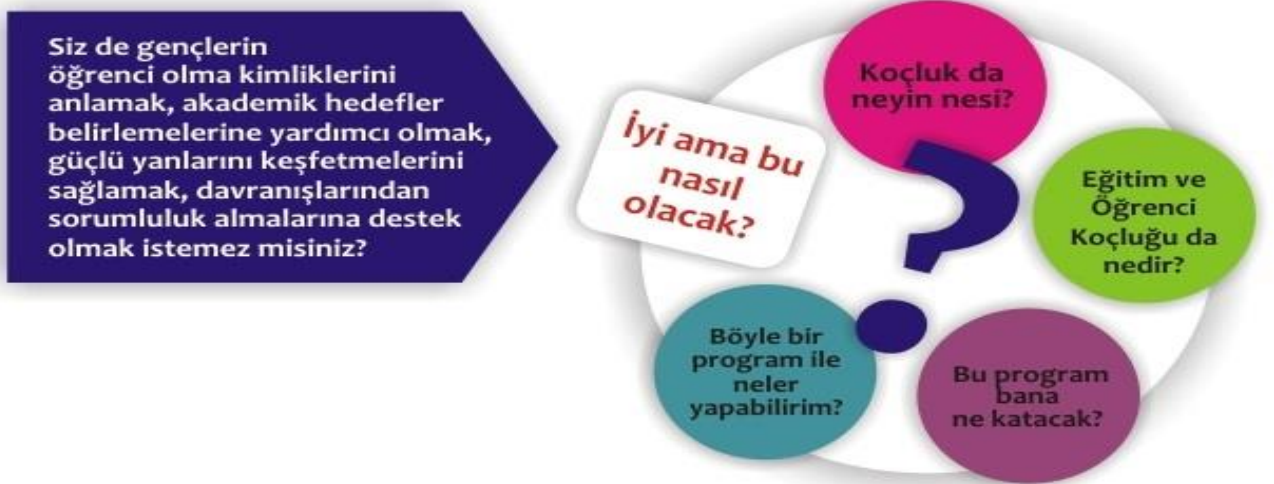 Siz de gençlerin
öğrenci olma kimliklerini
anlamak, akademik hedefler
belirlemelerine yardımcı olmak,
güçlü yanlarını keşfetmelerini
sağlamak, davranışlarından
sorumluluk almalarına destek
olmak istemez misiniz?
İyi ama bu
nasıl
olacak?
Koçluk da
neyin nesi?
?
Eğitim ve
Öğrenci
Koçluğu da
nedir?
Bu program
bana
ne katacak?
Böyle bir
program ile
neler
yapabilirim?